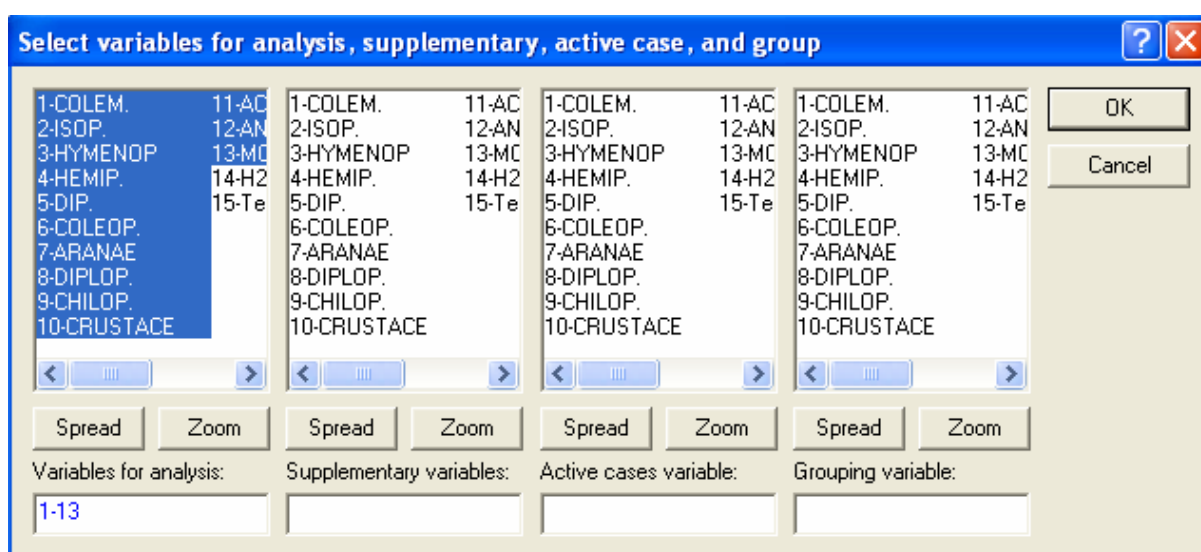 Select variables for analysis, supplementary, active case, and group
1-COLEM. 11-AC
2-ISOP. 12-AN
3-HYMENOP 13-MO
4-HEMIP. 14-H2
5-DIP. 15-Te
6-COLEOP.
7-ARANAE
8-DIPLOP.
9-CHILOP.
10-CRUSTACE
1-COLEM. 11-AC
2-ISOP. 12-AN
3-HYMENOP 13-MO
4-HEMIP. 14-H2
5-DIP. 15-Te
6-COLEOP.
7-ARANAE
8-DIPLOP.
9-CHILOP.
10-CRUSTACE
1-COLEM. 11-AC
2-ISOP. 12-AN
3-HYMENOP 13-MO
4-HEMIP. 14-H2
5-DIP. 15-Te
6-COLEOP.
7-ARANAE
8-DIPLOP.
9-CHILOP.
10-CRUSTACE
1-COLEM. 11-AC
2-ISOP. 12-AN
3-HYMENOP 13-MO
4-HEMIP. 14-H2
5-DIP. 15-Te
6-COLEOP.
7-ARANAE
8-DIPLOP.
9-CHILOP.
10-CRUSTACE
OK
Cancel
Spread Zoom Spread Zoom Spread Zoom Spread Zoom
Variables for analysis: Supplementary variables: Active cases variable: Grouping variable:
1-13